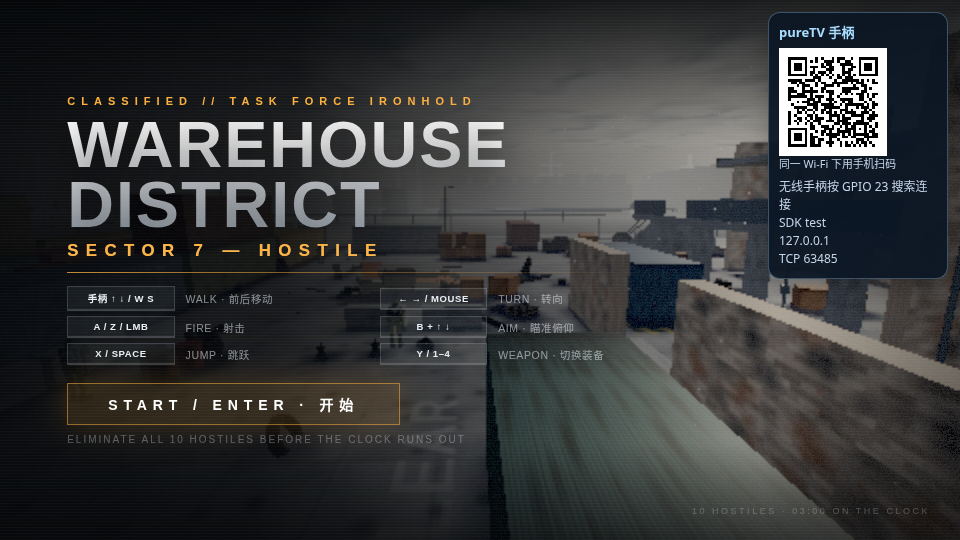 CLASSIFIED // TASK FORCE IRONHOLD
WAREHOUSE
DISTRICT
SECTOR 7 — HOSTILE
手柄 ↑ ↓ / W S WALK · 前后移动
← → / MOUSE TURN · 转向
A / Z / LMB FIRE · 射击
B + ↑ ↓ AIM · 瞄准俯仰
X / SPACE JUMP · 跳跃
Y / 1–4 WEAPON · 切换装备
START / ENTER · 开始
ELIMINATE ALL 10 HOSTILES BEFORE THE CLOCK RUNS OUT
pureTV 手柄
同一 Wi-Fi 下用手机扫码
无线手柄按 GPIO 23 搜索连
接
SDK test
127.0.0.1
TCP 63485
10 HOSTILES · 03:00 ON THE CLOCK